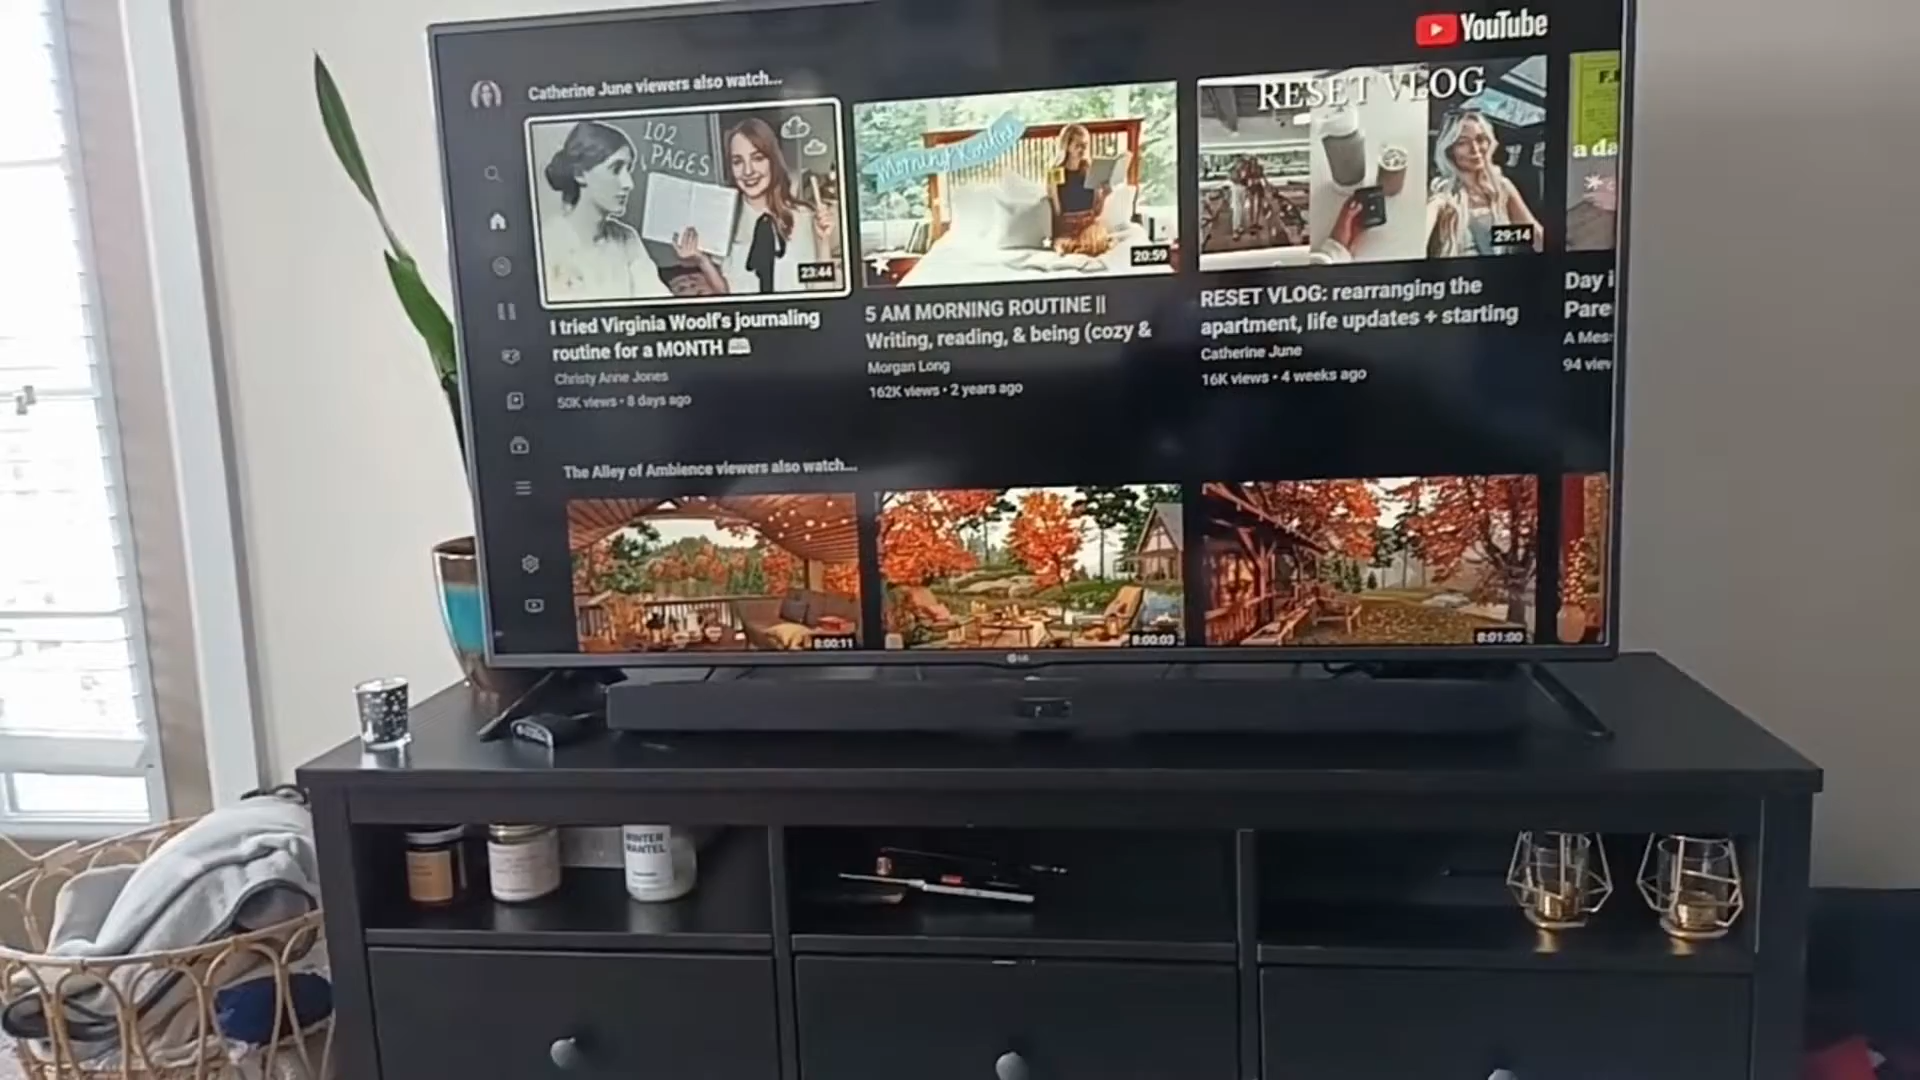 YouTube
Catherine June viewers also watch...
102
PAGES
23:44
I tried Virginia Woolf's journaling
routine for a MONTH
Christy Anne Jones
50K views • 8 days ago
Morning Routine
20:59
5 AM MORNING ROUTINE ||
Writing, reading, & being (cozy &
Morgan Long
162K views • 2 years ago
RESET VLOG
29:14
RESET VLOG: rearranging the
apartment, life updates + starting
Catherine June
16K views • 4 weeks ago
a da
Day i
Pare
A Mes
94 view
The Alley of Ambience viewers also watch...
8:00:11
8:00:03
8:01:00
LG
WINTER
MANTEL